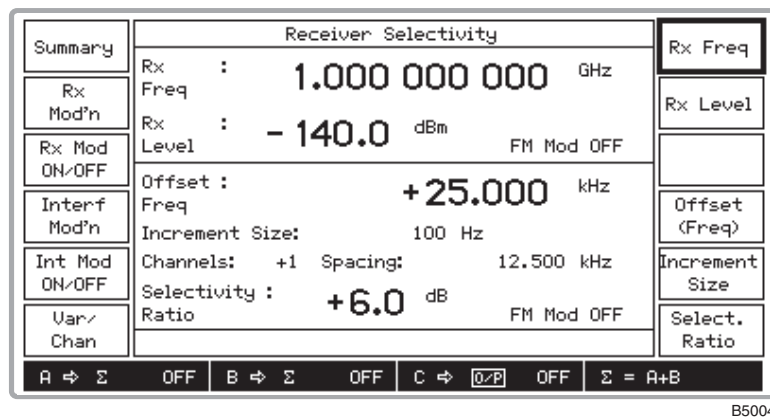 Receiver Selectivity
Summary
Rx
Mod'n
Rx Mod
ON/OFF
Interf
Mod'n
Int Mod
ON/OFF
Var/
Chan
Rx Freq : 1.000 000 000 GHz
Rx Level : - 140.0 dBm FM Mod OFF
Offset Freq : +25.000 kHz
Increment Size: 100 Hz
Channels: +1 Spacing: 12.500 kHz
Selectivity Ratio : +6.0 dB FM Mod OFF
Rx Freq
Rx Level
Offset
(Freq)
Increment
Size
Select.
Ratio
A ⇨ Σ OFF B ⇨ Σ OFF C ⇨ O/P OFF Σ = A+B
B5004